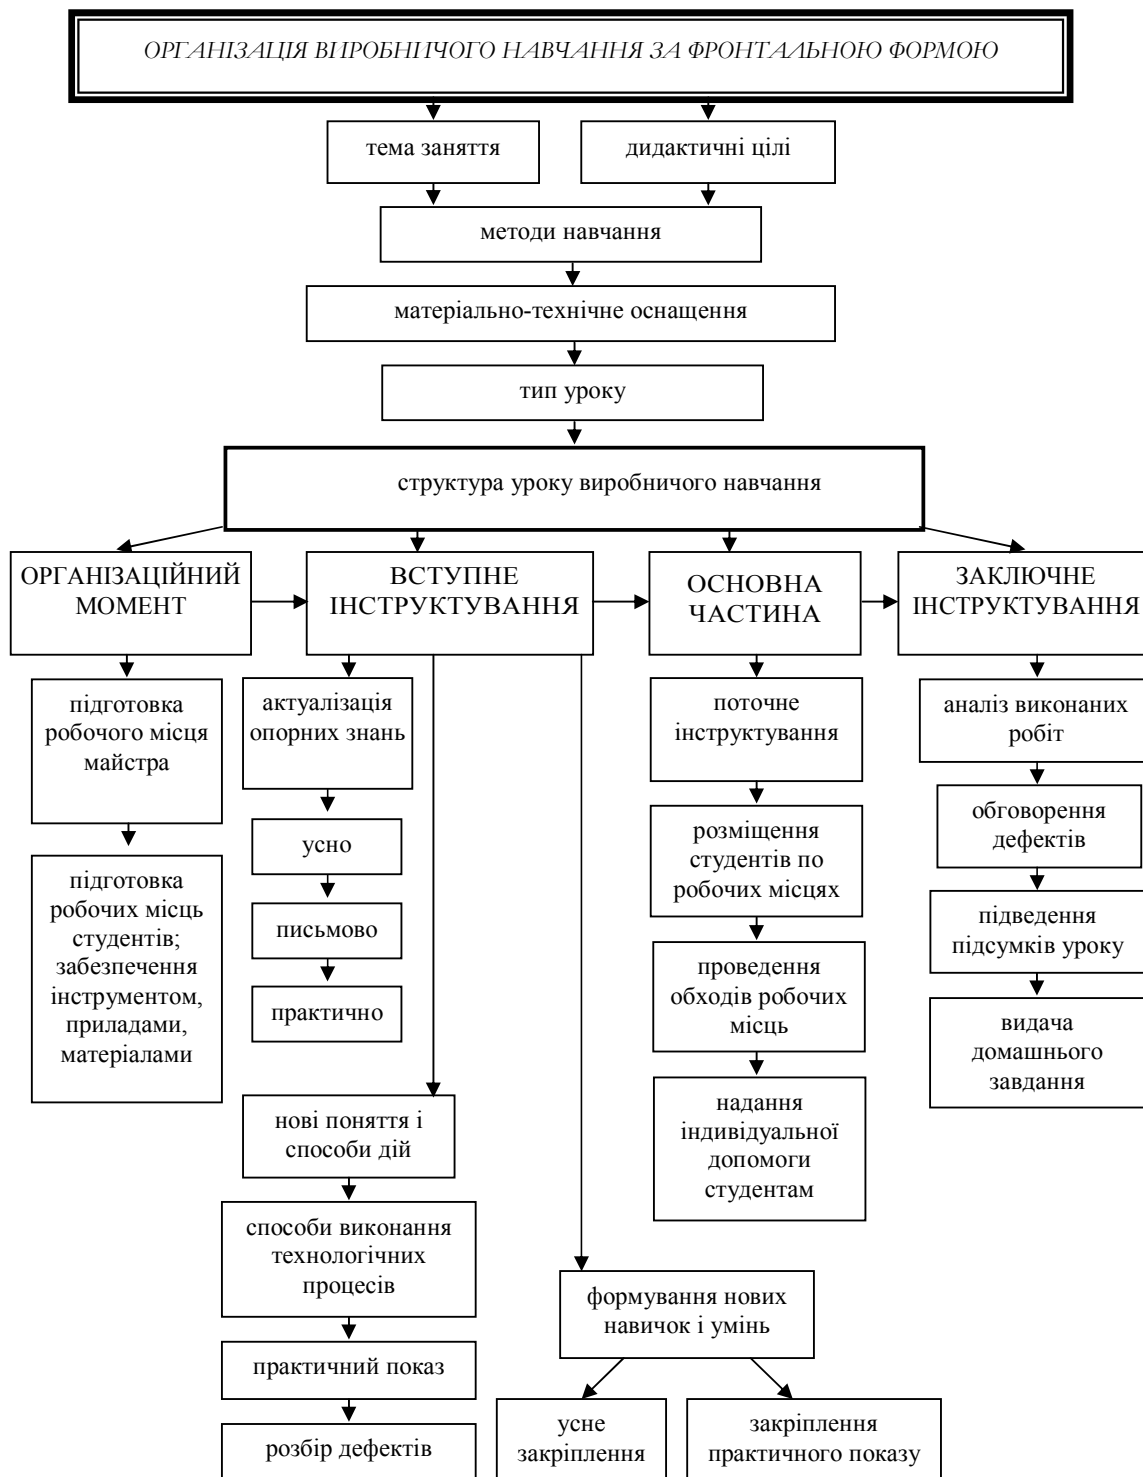 ОРГАНІЗАЦІЯ ВИРОБНИЧОГО НАВЧАННЯ ЗА ФРОНТАЛЬНОЮ ФОРМОЮ
тема заняття
дидактичні цілі
методи навчання
матеріально-технічне оснащення
тип уроку
структура уроку виробничого навчання
ОРГАНІЗАЦІЙНИЙ
МОМЕНТ
ВСТУПНЕ
ІНСТРУКТУВАННЯ
ОСНОВНА
ЧАСТИНА
ЗАКЛЮЧНЕ
ІНСТРУКТУВАННЯ
підготовка
робочого місця
майстра
підготовка
робочих місць
студентів;
забезпечення
інструментом,
приладами,
матеріалами
актуалізація
опорних знань
усно
письмово
практично
нові поняття і
способи дій
способи виконання
технологічних
процесів
практичний показ
розбір дефектів
формування нових
навичок і умінь
усне
закріплення
закріплення
практичного показу
поточне
інструктування
розміщення
студентів по
робочих місцях
проведення
обходів робочих
місць
надання
індивідуальної
допомоги
студентам
аналіз виконаних
робіт
обговорення
дефектів
підведення
підсумків уроку
видача
домашнього
завдання